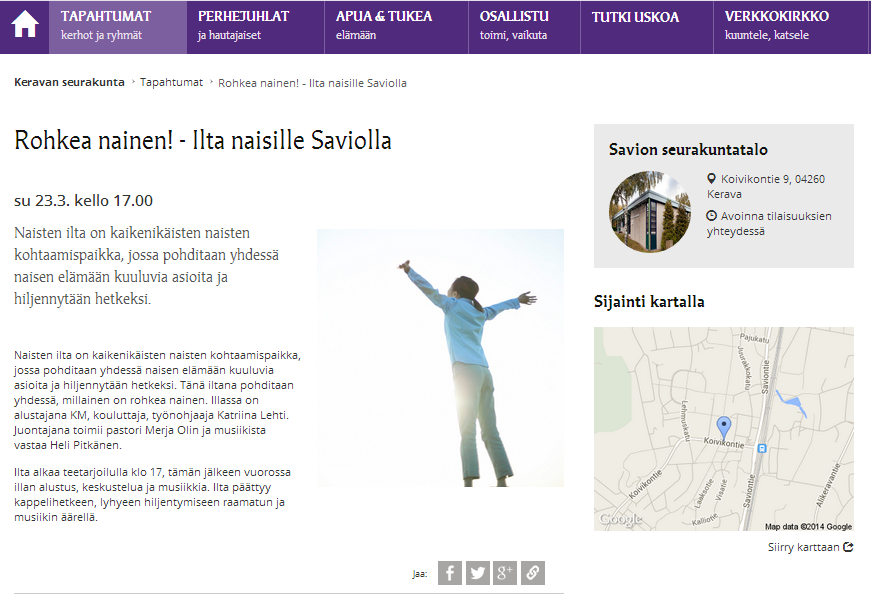 TAPAHTUMAT
kerhot ja ryhmät
PERHEJUHLAT
ja hautajaiset
APUA & TUKEA
elämään
OSALLISTU
toimi, vaikuta
TUTKI USKOA
VERKKOKIRKKO
kuuntele, katsele
Keravan seurakunta › Tapahtumat › Rohkea nainen! - Ilta naisille Saviolla
Rohkea nainen! - Ilta naisille Saviolla
su 23.3. kello 17.00
Naisten ilta on kaikenikäisten naisten
kohtaamispaikka, jossa pohditaan yhdessä
naisen elämään kuuluvia asioita ja
hiljennytään hetkeksi.
Naisten ilta on kaikenikäisten naisten kohtaamispaikka,
jossa pohditaan yhdessä naisen elämään kuuluvia
asioita ja hiljennytään hetkeksi. Tänä iltana pohditaan
yhdessä, millainen on rohkea nainen. Illassa on
alustajana KM, kouluttaja, työnohjaaja Katriina Lehti.
Juontajana toimii pastori Merja Olin ja musiikista
vastaa Heli Pitkänen.
Ilta alkaa teetarjoilulla klo 17, tämän jälkeen vuorossa
illan alustus, keskustelua ja musiikkia. Ilta päättyy
kappelihetkeen, lyhyeen hiljentymiseen raamatun ja
musiikin äärellä.
Jaa:
f
g+
Savion seurakuntatalo
Koivikontie 9, 04260
Kerava
Avoinna tilaisuuksien
yhteydessä
Sijainti kartalla
Pajukatu
Juurakkokatu
Saviontie
Lehmuskatu
Koivikontie
Koivikontie
Laaksotie
Visane
Kalliotie
Saviontie
Alikeravantie
Google
Map data ©2014 Google
Siirry karttaan